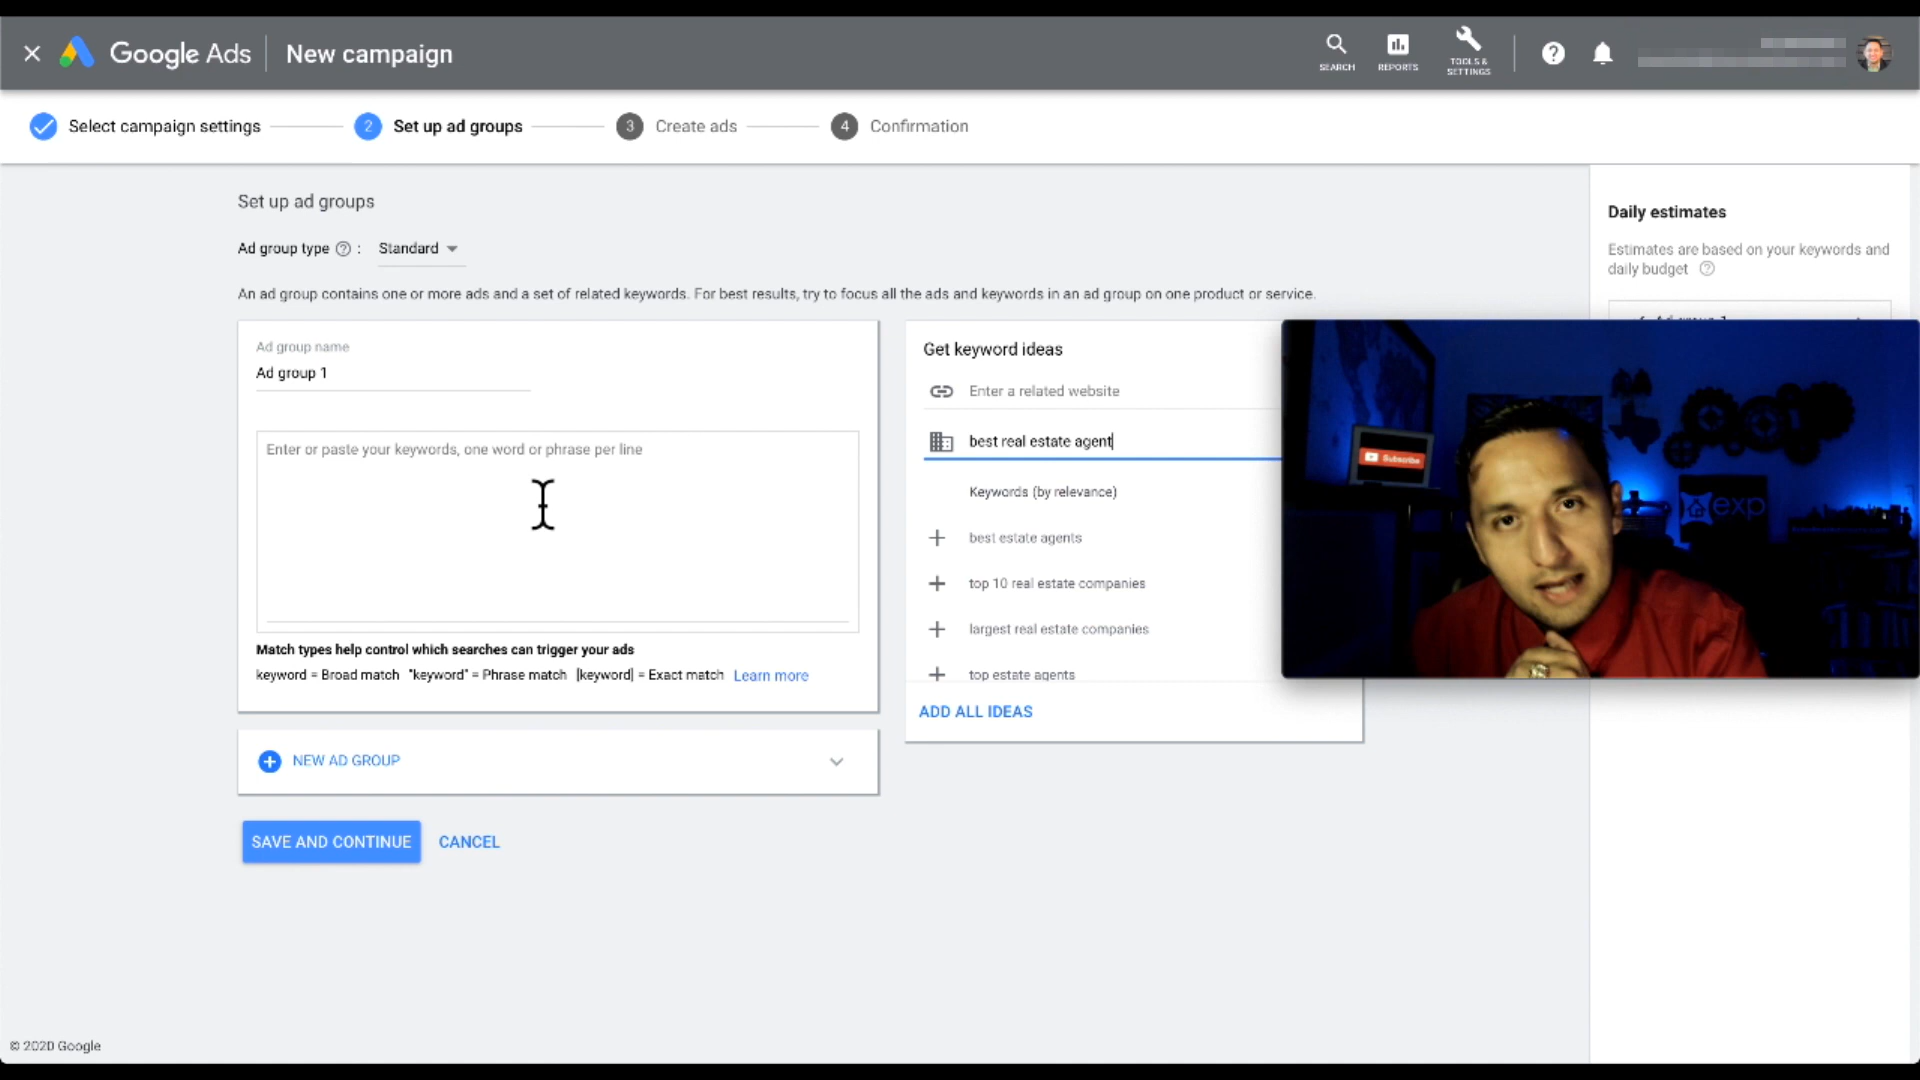 Google Ads
New campaign
SEARCH
REPORTS
TOOLS &
SETTINGS
Select campaign settings
2 Set up ad groups
3 Create ads
4 Confirmation
Set up ad groups
Ad group type ? : Standard
An ad group contains one or more ads and a set of related keywords. For best results, try to focus all the ads and keywords in an ad group on one product or service.
Ad group name
Ad group 1
Enter or paste your keywords, one word or phrase per line
Match types help control which searches can trigger your ads
keyword = Broad match "keyword" = Phrase match [keyword] = Exact match Learn more
NEW AD GROUP
SAVE AND CONTINUE
CANCEL
Get keyword ideas
Enter a related website
best real estate agent
Keywords (by relevance)
best estate agents
top 10 real estate companies
largest real estate companies
top estate agents
ADD ALL IDEAS
Daily estimates
Estimates are based on your keywords and
daily budget ?
Ad group 1
Subscribe
exp
© 2020 Google